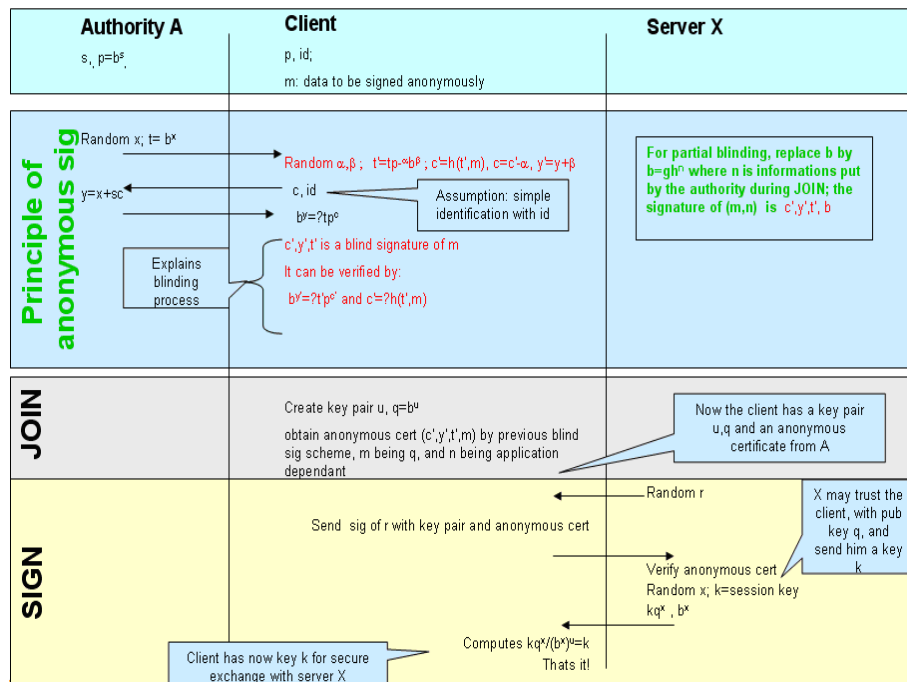 Authority A
Client
Server X
s, p=bˢ.
p, id;
m: data to be signed anonymously
Principle of
anonymous sig
Random x; t= bˣ
Random α,β ; t'=tp-ᵅbᵝ ; c'=h(t',m), c=c'-α, y'=y+β
c, id
Assumption: simple
identification with id
y=x+sc
bʸ=?tpᶜ
c',y',t' is a blind signature of m
It can be verified by:
bʸ'=?t'pᶜ' and c'=?h(t',m)
Explains
blinding
process
For partial blinding, replace b by
b=ghⁿ where n is informations put
by the authority during JOIN; the
signature of (m,n) is c',y',t', b
JOIN
Create key pair u, q=bᵘ
obtain anonymous cert (c',y',t',m) by previous blind
sig scheme, m being q, and n being application
dependant
Now the client has a key pair
u,q and an anonymous
certificate from A
SIGN
Random r
Send sig of r with key pair and anonymous cert
X may trust the
client, with pub
key q, and
send him a key
k
Verify anonymous cert
Random x; k=session key
kqˣ , bˣ
Computes kqˣ/(bˣ)ᵘ=k
Thats it!
Client has now key k for secure
exchange with server X